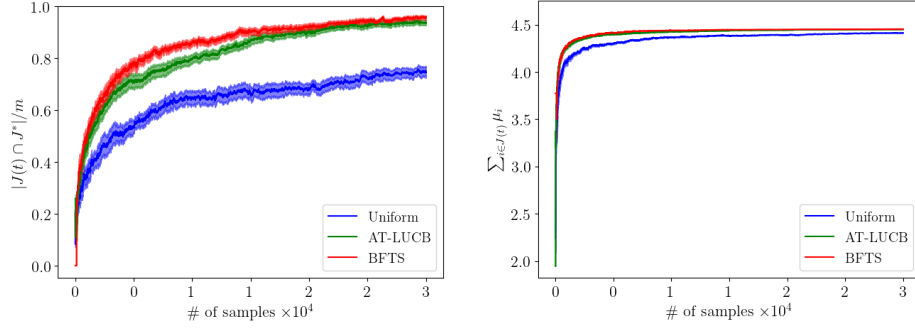 |J(t) ∩ J*|/m
1.0
0.8
0.6
0.4
0.2
0.0
Uniform
AT-LUCB
BFTS
0 0 1 1 2 2 3
# of samples ×10⁴
∑i∈J(t) μi
4.5
4.0
3.5
3.0
2.5
2.0
Uniform
AT-LUCB
BFTS
0 0 1 1 2 2 3
# of samples ×10⁴